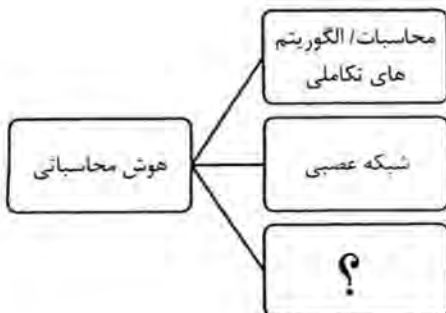 محاسبات/ الگوریتم
های تکاملی
هوش محاسباتی
شبکه عصبی
؟